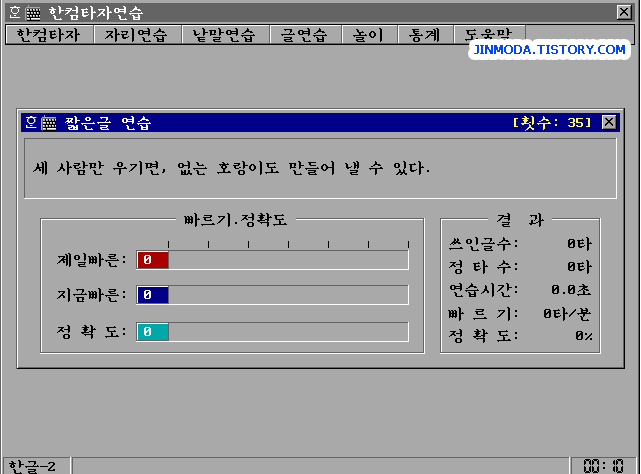 한컴타자연습
한컴타자 자리연습 낱말연습 글연습 놀이 통계 도움말
JINMODA.TISTORY.COM
짧은글 연습 [횟수: 35]
세 사람만 우기면, 없는 호랑이도 만들어 낼 수 있다.
빠르기.정확도
제일빠른: 0
지금빠른: 0
정 확 도: 0
결 과
쓰인글수: 0타
정 타 수: 0타
연습시간: 0.0초
빠 르 기: 0타/분
정 확 도: 0%
한글-2 00:10